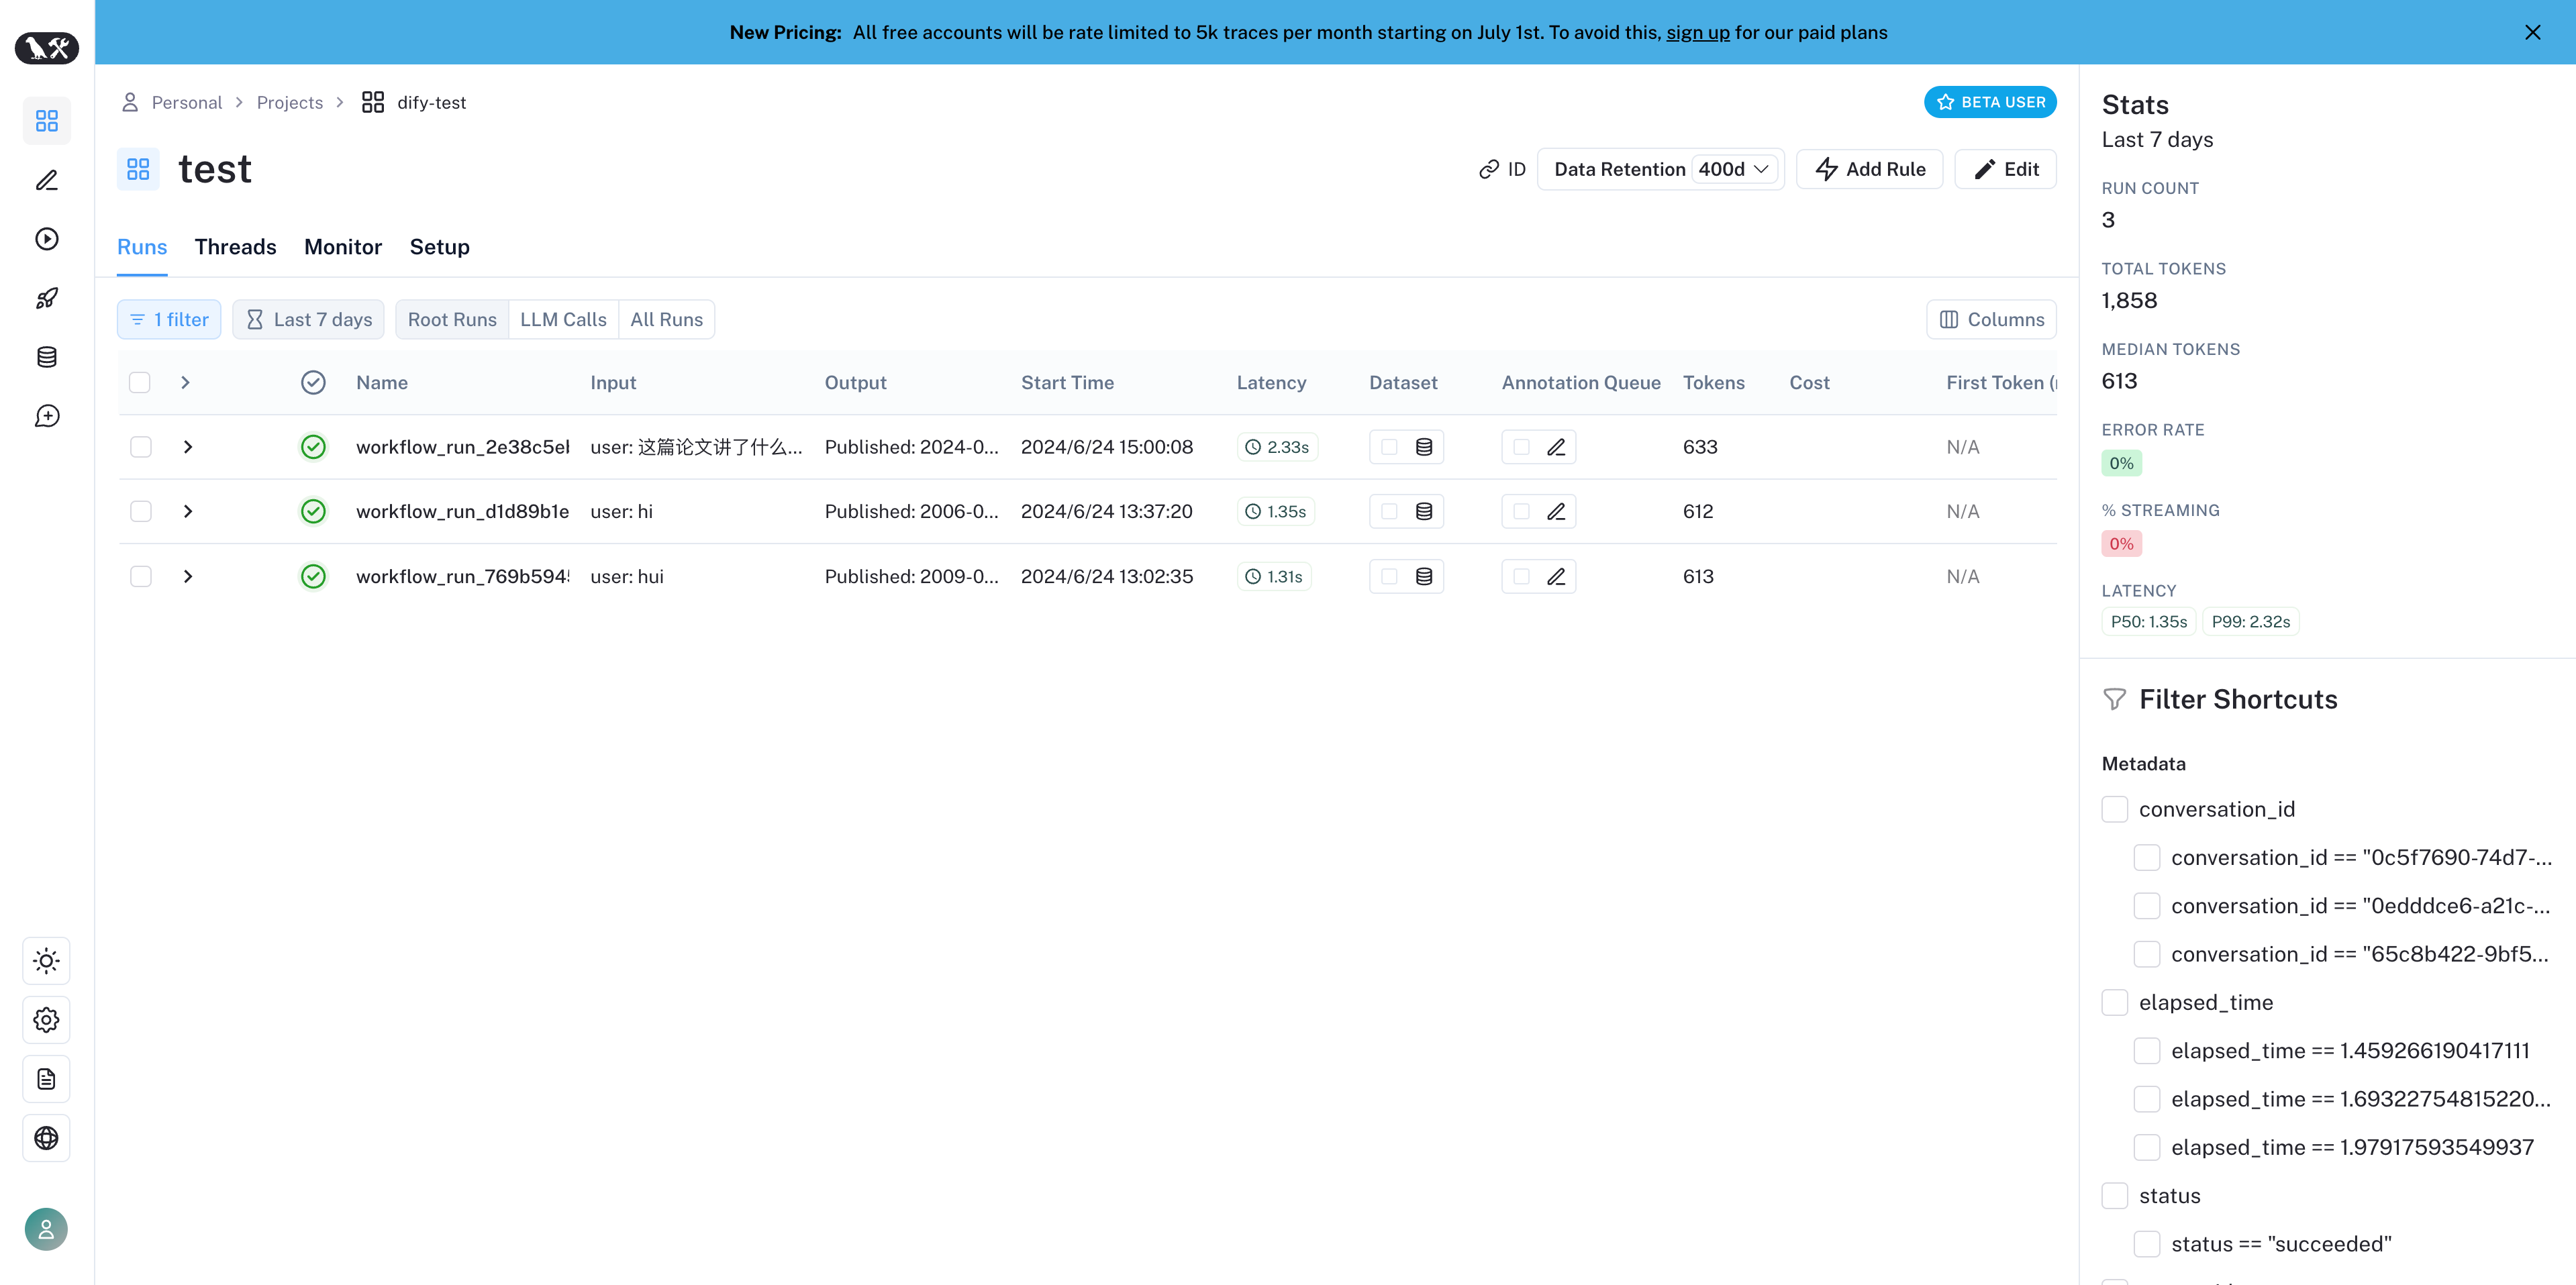 New Pricing: All free accounts will be rate limited to 5k traces per month starting on July 1st. To avoid this, sign up for our paid plans
Personal > Projects > dify-test
BETA USER
test
ID
Data Retention 400d
Add Rule
Edit
Runs Threads Monitor Setup
1 filter
Last 7 days
Root Runs LLM Calls All Runs
Columns
Name Input Output Start Time Latency Dataset Annotation Queue Tokens Cost First Token
workflow_run_2e38c5e user: 这篇论文讲了什么... Published: 2024-0... 2024/6/24 15:00:08 2.33s 633 N/A
workflow_run_d1d89b1e user: hi Published: 2006-0... 2024/6/24 13:37:20 1.35s 612 N/A
workflow_run_769b594 user: hui Published: 2009-0... 2024/6/24 13:02:35 1.31s 613 N/A
Stats
Last 7 days
RUN COUNT
3
TOTAL TOKENS
1,858
MEDIAN TOKENS
613
ERROR RATE
0%
% STREAMING
0%
LATENCY
P50: 1.35s P99: 2.32s
Filter Shortcuts
Metadata
conversation_id
conversation_id == "0c5f7690-74d7-...
conversation_id == "0edddce6-a21c-...
conversation_id == "65c8b422-9bf5...
elapsed_time
elapsed_time == 1.459266190417111
elapsed_time == 1.69322754815220...
elapsed_time == 1.97917593549937
status
status == "succeeded"